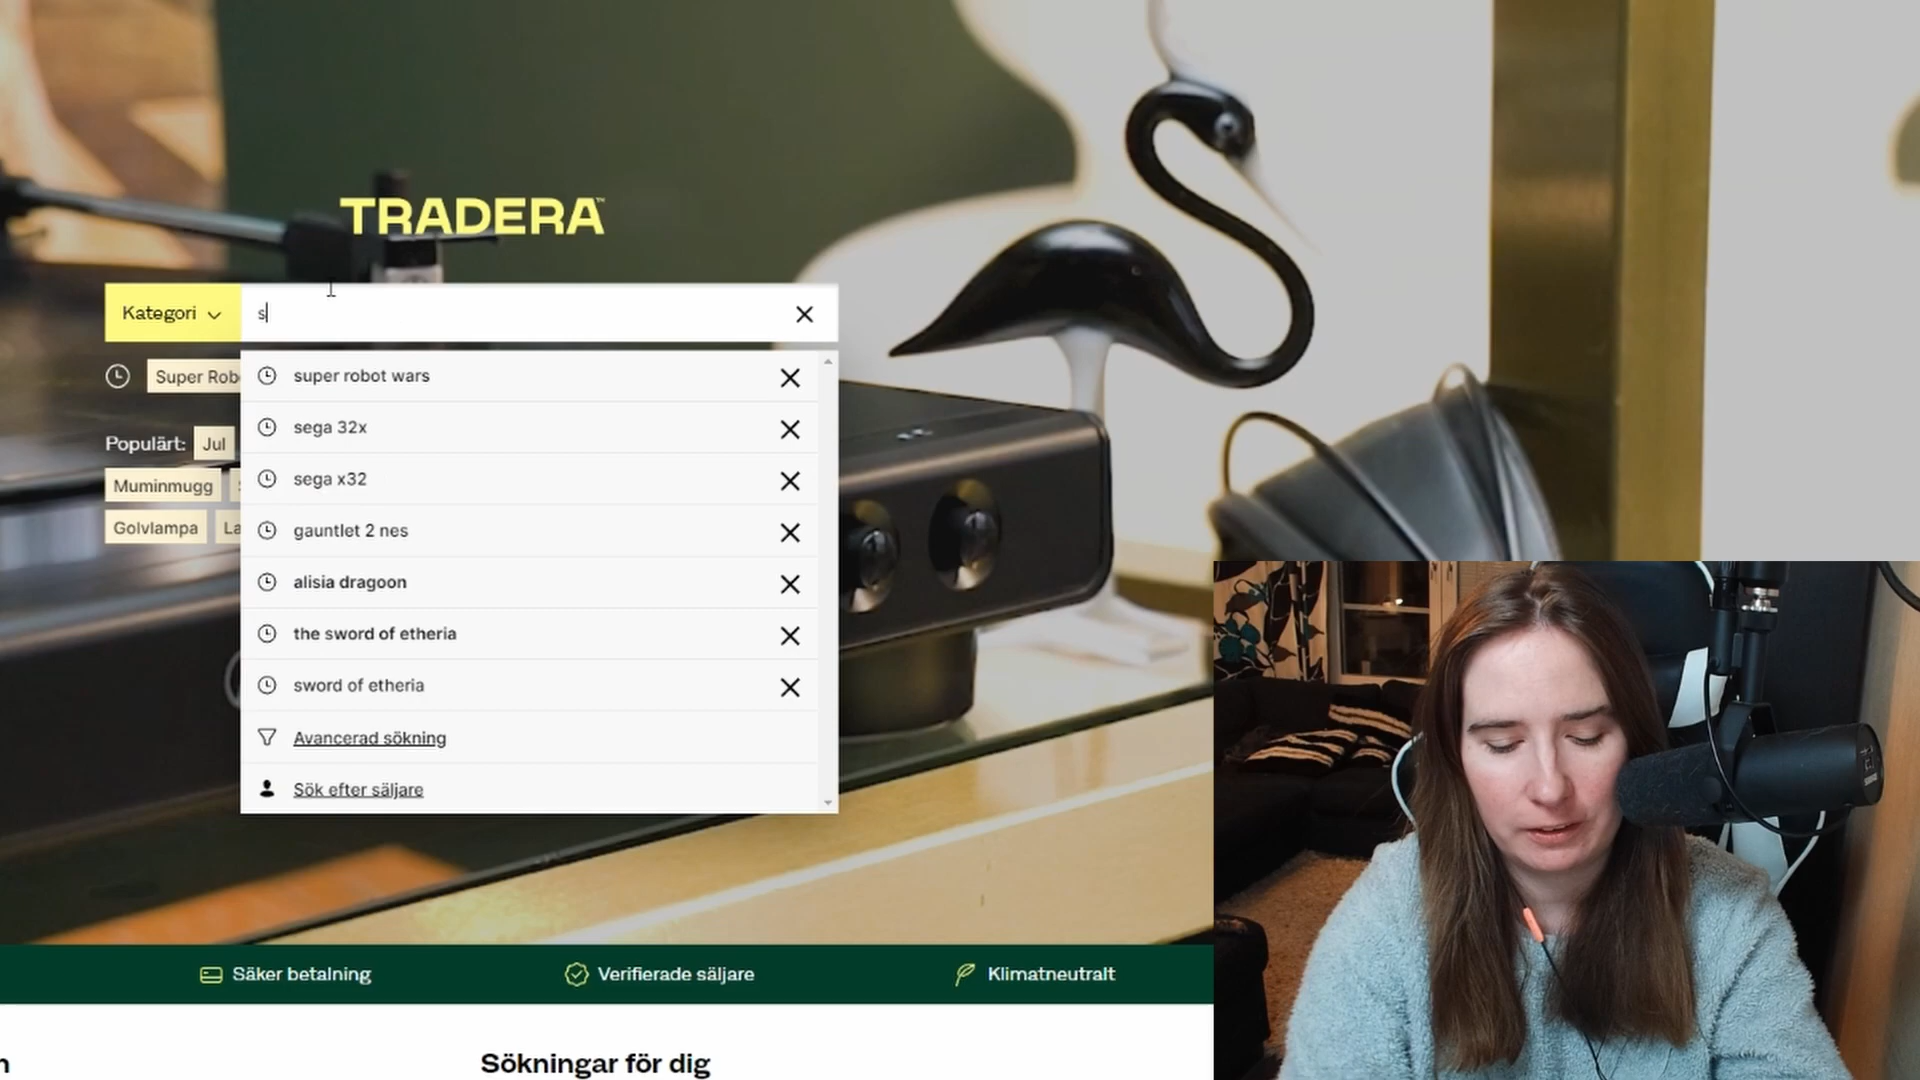 TRADERA
Kategori
s
Super Rob
super robot wars
sega 32x
Populärt:
Jul
sega x32
Muminmugg
gauntlet 2 nes
Golvlampa
La
alisia dragoon
the sword of etheria
sword of etheria
Avancerad sökning
Sök efter säljare
Säker betalning
Verifierade säljare
Klimatneutralt
Sökningar för dig